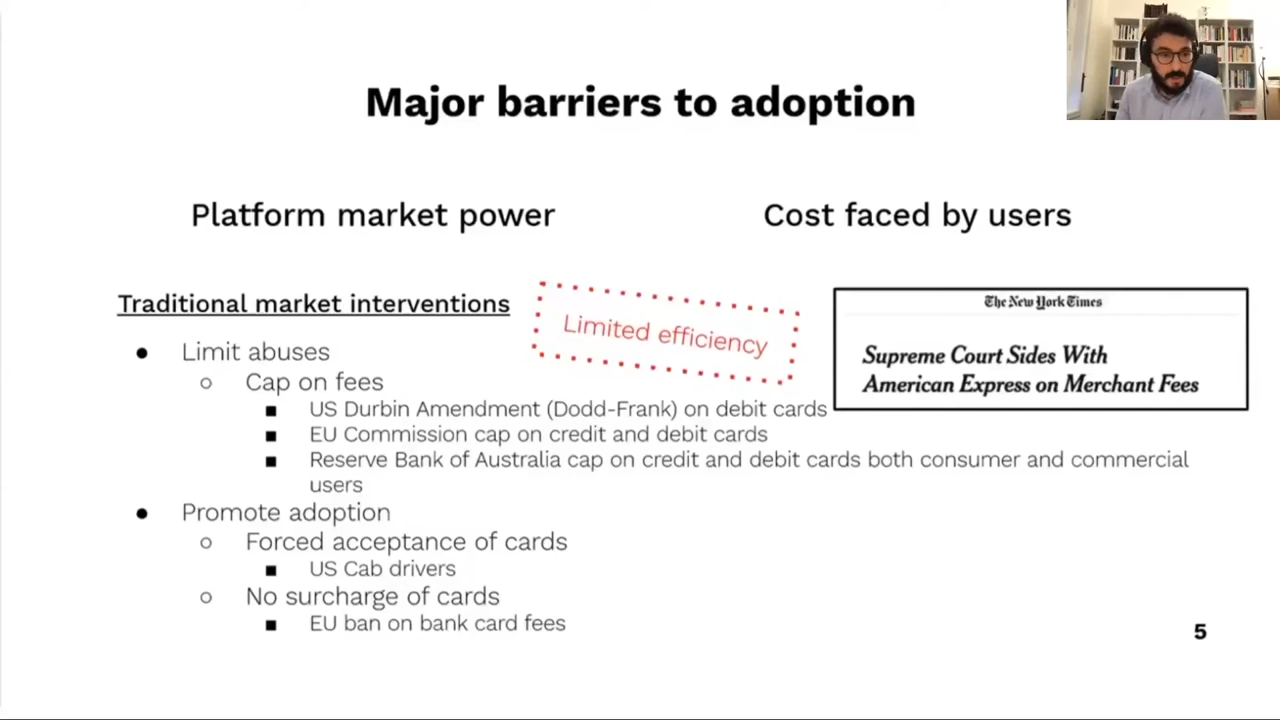 Major barriers to adoption
Platform market power
Cost faced by users
Traditional market interventions
Limited efficiency
The New York Times
Supreme Court Sides With
American Express on Merchant Fees
● Limit abuses
○ Cap on fees
■ US Durbin Amendment (Dodd-Frank) on debit cards
■ EU Commission cap on credit and debit cards
■ Reserve Bank of Australia cap on credit and debit cards both consumer and commercial
users
● Promote adoption
○ Forced acceptance of cards
■ US Cab drivers
○ No surcharge of cards
■ EU ban on bank card fees
5